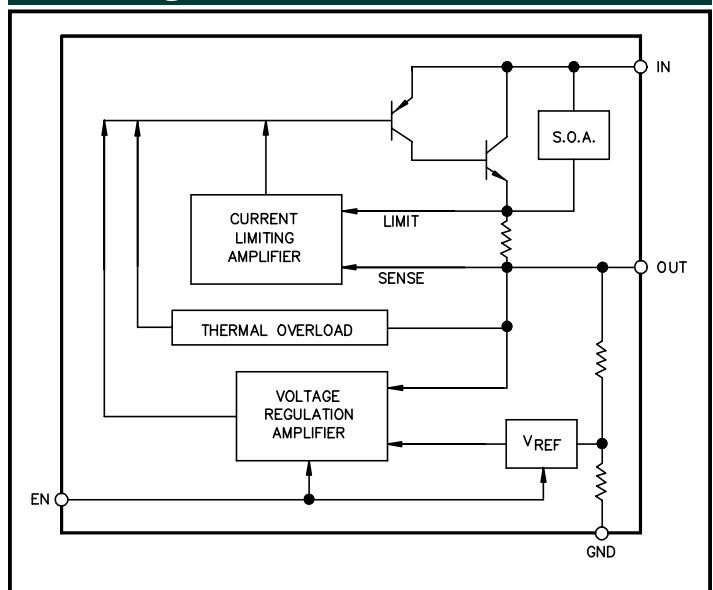 IN
S.O.A.
CURRENT
LIMITING
AMPLIFIER
LIMIT
SENSE
OUT
THERMAL OVERLOAD
VOLTAGE
REGULATION
AMPLIFIER
VREF
EN
GND